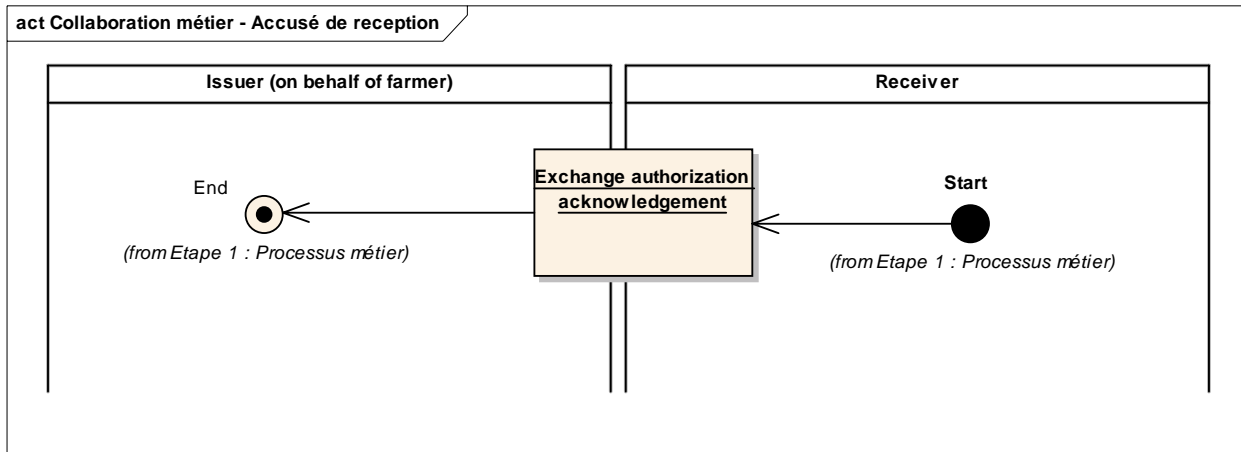 act Collaboration métier - Accusé de reception
Issuer (on behalf of farmer)
Receiver
Exchange authorization
acknowledgement
End
(from Etape 1 : Processus métier)
Start
(from Etape 1 : Processus métier)